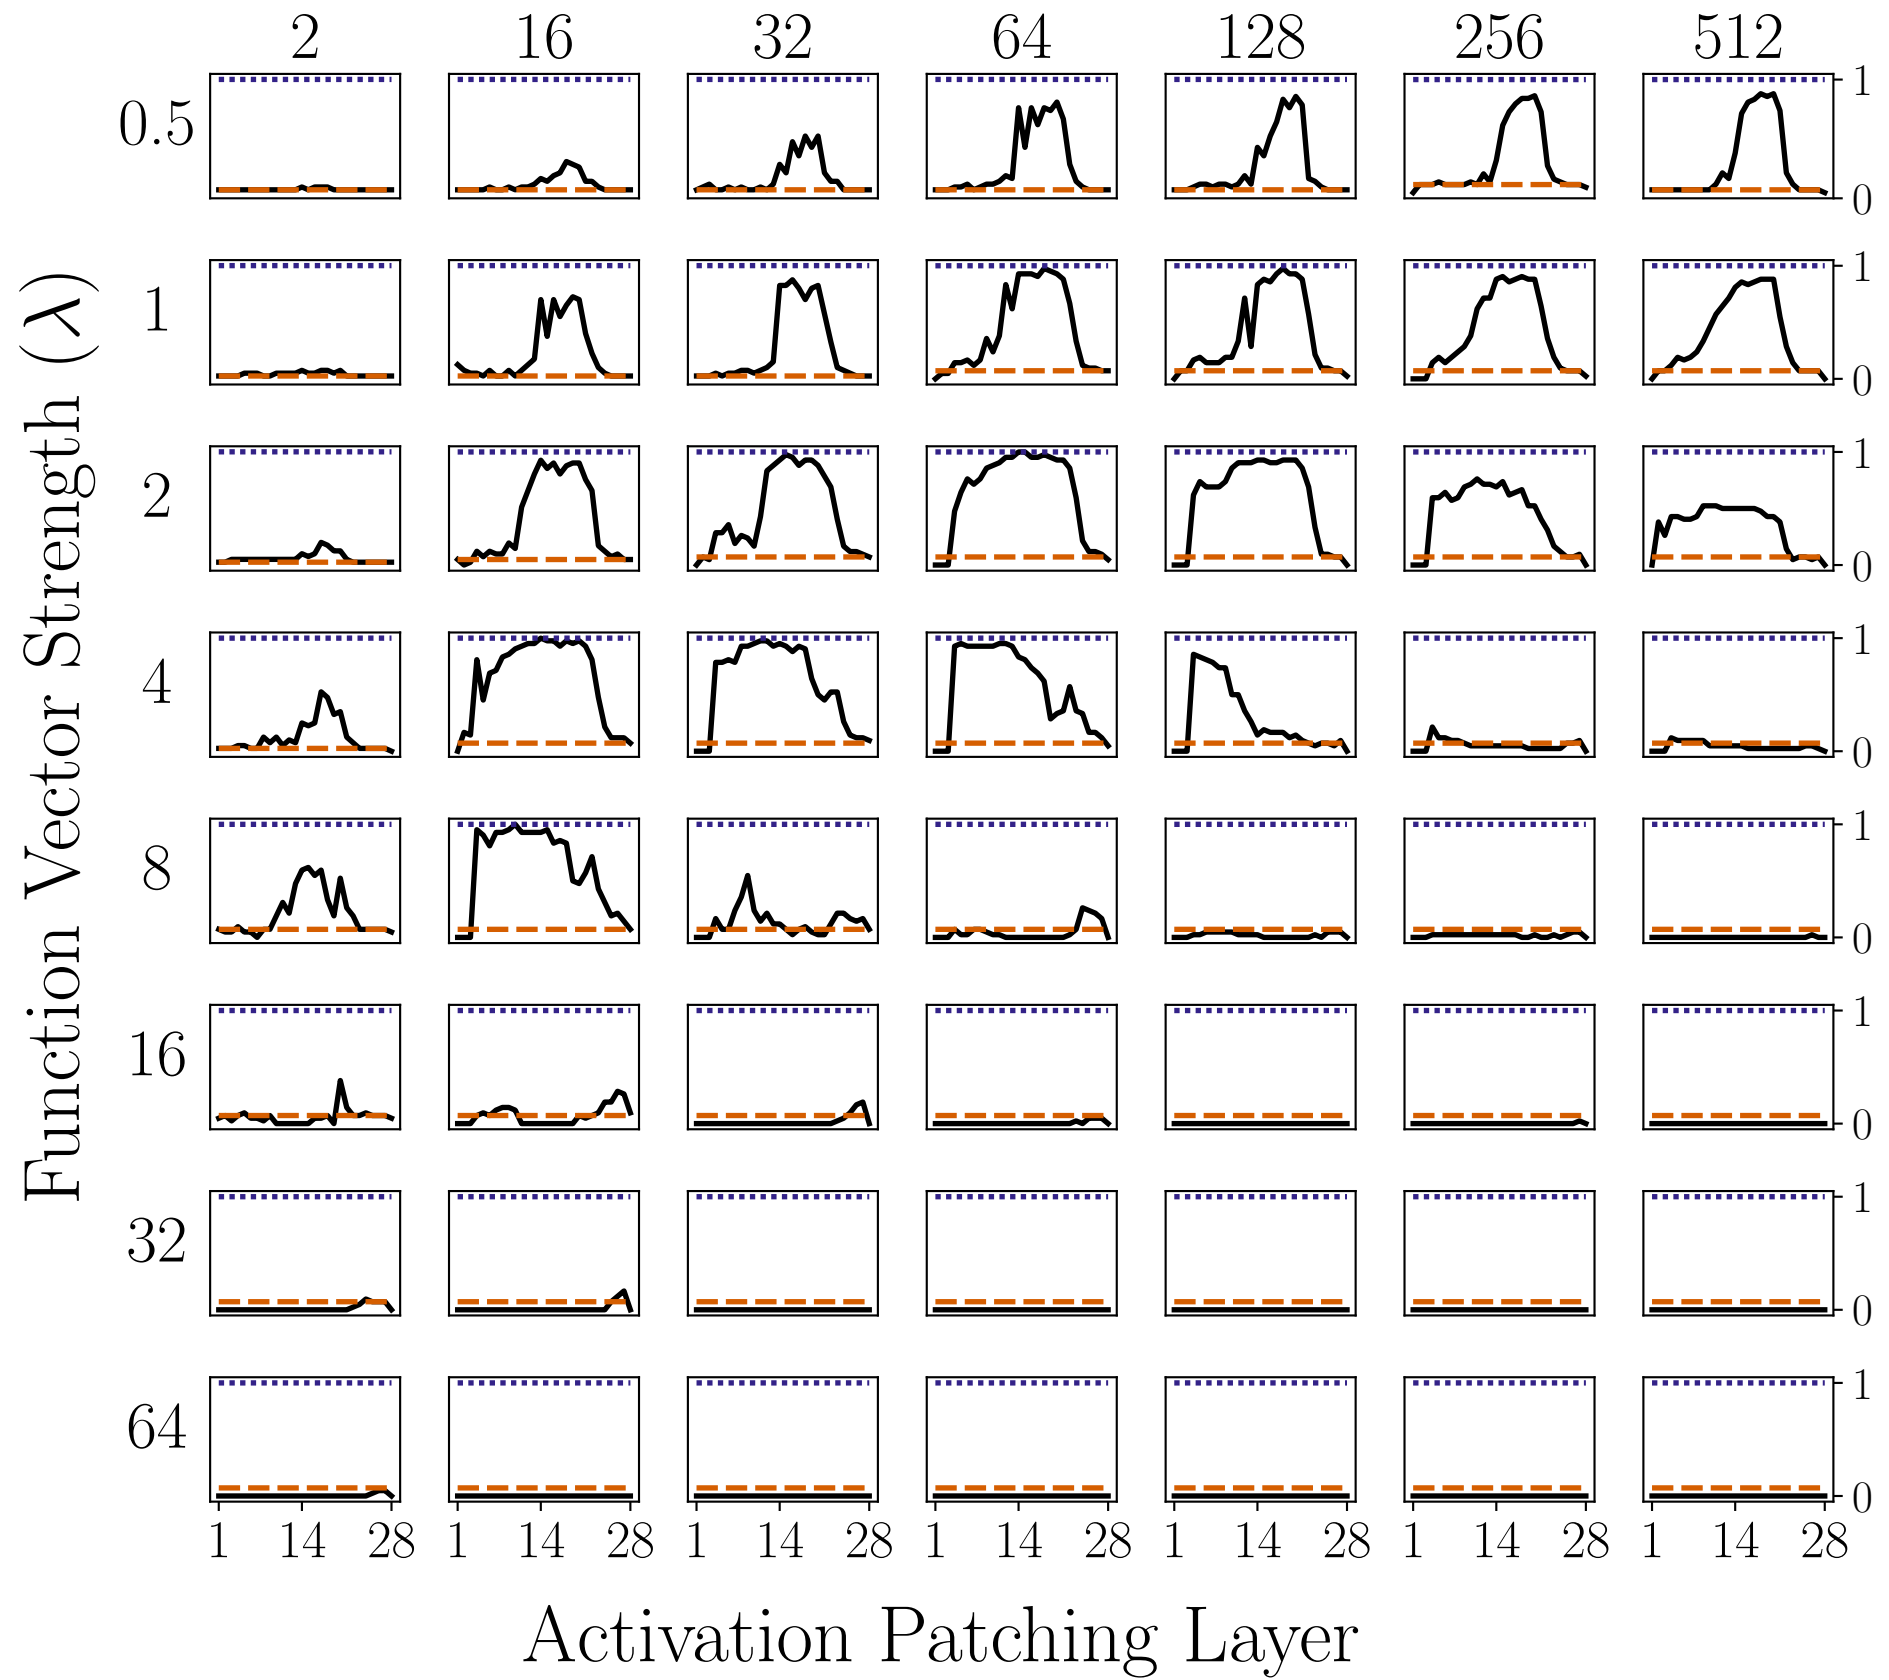 2 16 32 64 128 256 512
Function Vector Strength (λ)
0.5 1 0
1 1 0
2 1 0
4 1 0
8 1 0
16 1 0
32 1 0
64 1 0
1 14 28 1 14 28 1 14 28 1 14 28 1 14 28 1 14 28 1 14 28
Activation Patching Layer